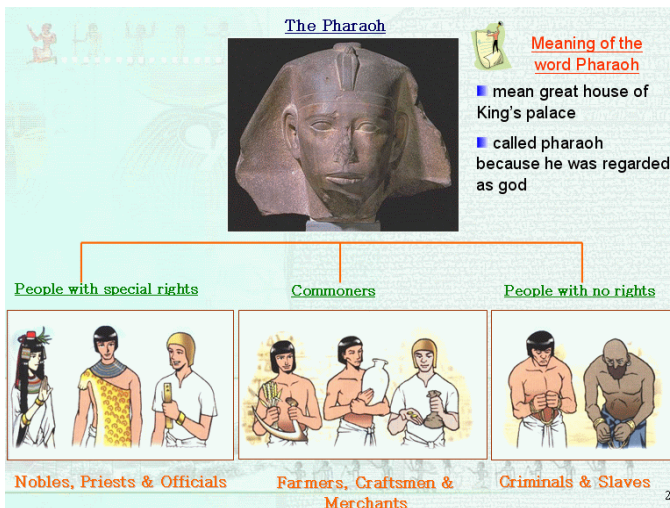 The Pharaoh
Meaning of the
word Pharaoh
mean great house of
King's palace
called pharaoh
because he was regarded
as god
People with special rights
Commoners
People with no rights
Nobles, Priests & Officials
Farmers, Craftsmen &
Merchants
Criminals & Slaves
2